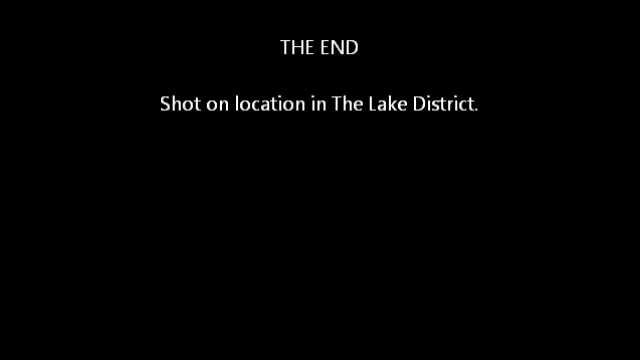 THE END
Shot on location in The Lake District.